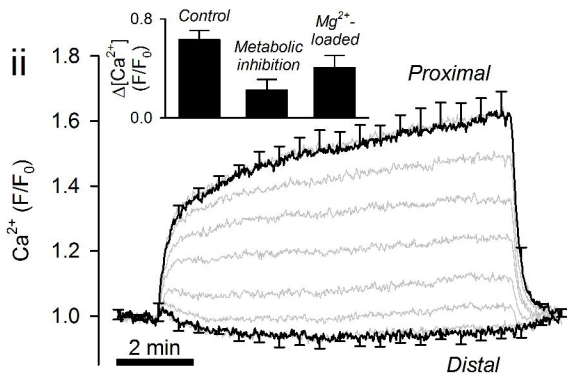 ii
Δ[Ca²⁺]
(F/F₀)
0.8
0.0
Control
Metabolic
inhibition
Mg²⁺-
loaded
Proximal
Ca²⁺ (F/F₀)
1.8
1.6
1.4
1.2
1.0
2 min
Distal